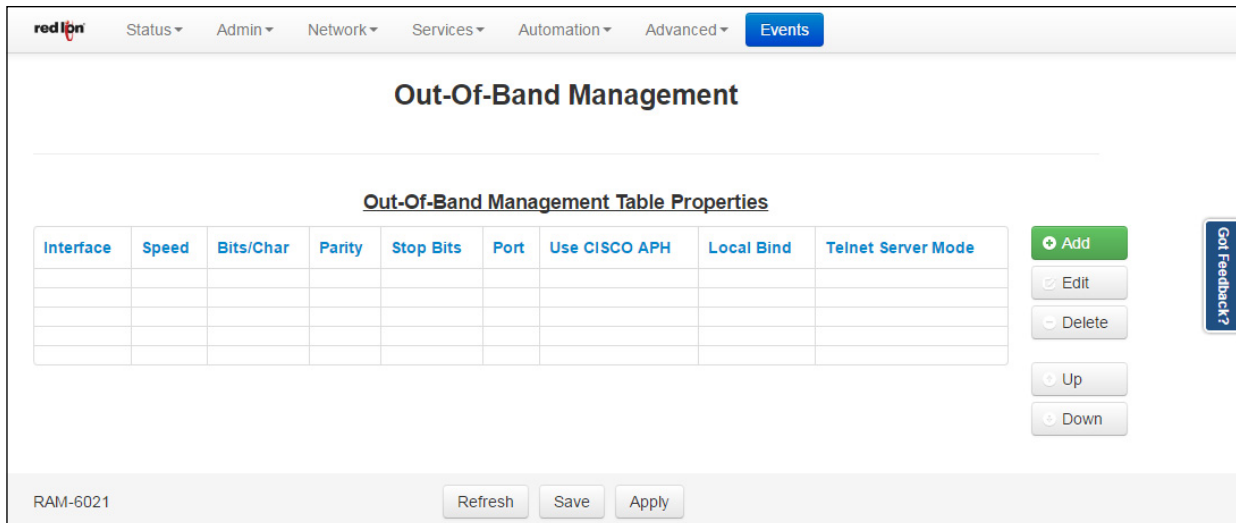 red lion Status Admin Network Services Automation Advanced Events
Out-Of-Band Management
Out-Of-Band Management Table Properties
Interface Speed Bits/Char Parity Stop Bits Port Use CISCO APH Local Bind Telnet Server Mode
Add
Edit
Delete
Up
Down
Got Feedback?
RAM-6021 Refresh Save Apply